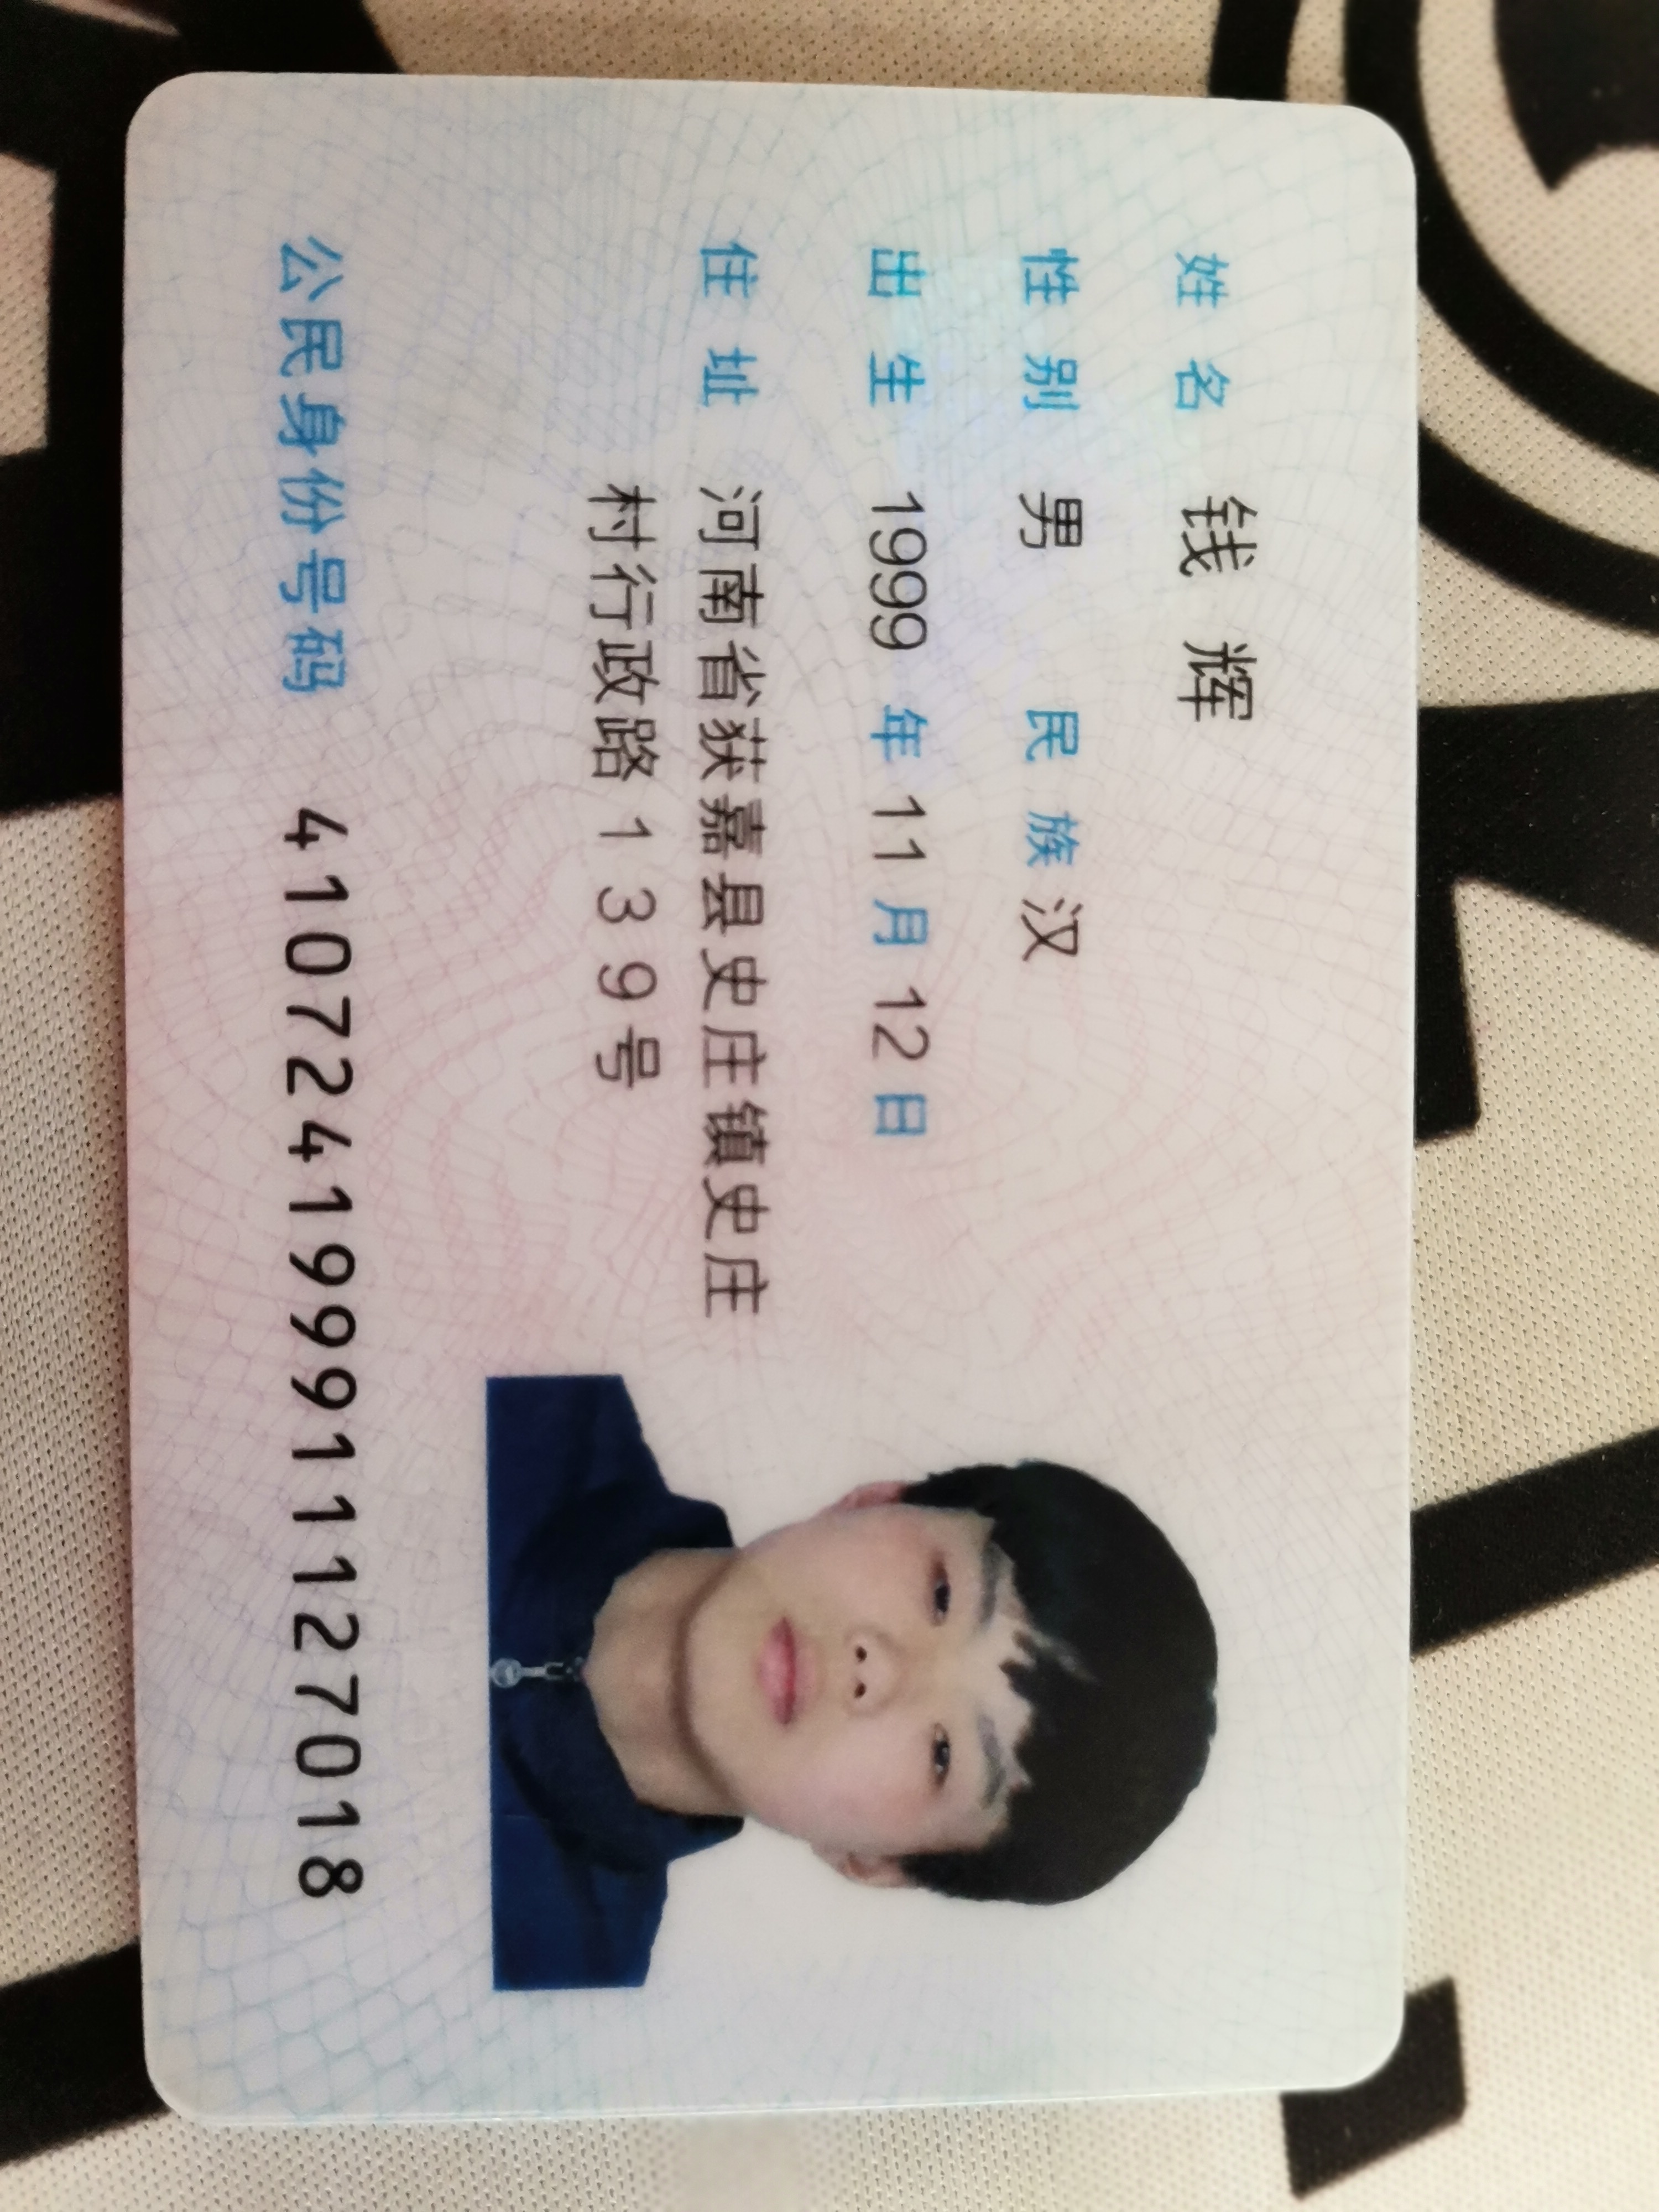 姓名 钱辉
性别 男 民族 汉
出生 1999 年 11 月 12 日
住址 河南省获嘉县史庄镇史庄
村行政路139号
公民身份号码 410724199911127018